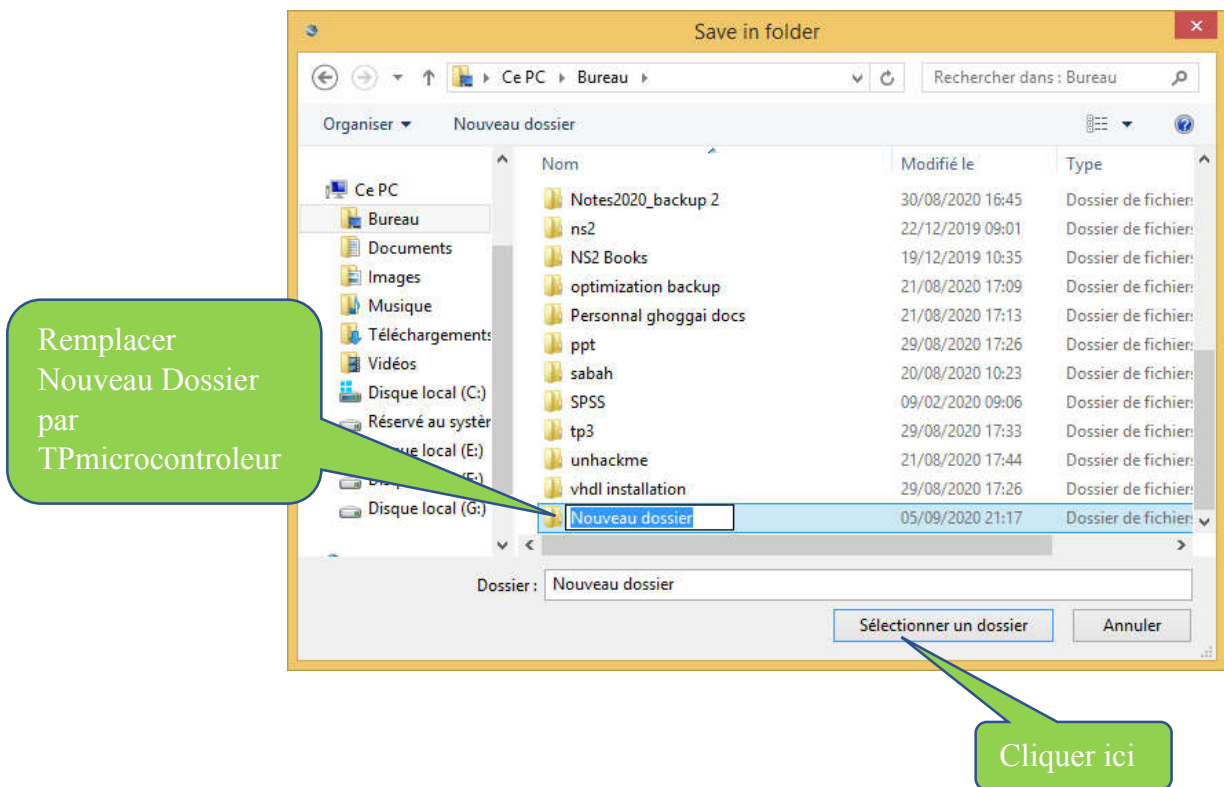 Save in folder
Ce PC Bureau
Rechercher dans : Bureau
Organiser
Nouveau dossier
Nom Modifié le Type
Ce PC
Bureau
Documents
Images
Musique
Téléchargements
Vidéos
Disque local (C:)
Réservé au systèr
que local (E:)
Disque local (G:)
Notes2020_backup 2 30/08/2020 16:45 Dossier de fichiers
ns2 22/12/2019 09:01 Dossier de fichiers
NS2 Books 19/12/2019 10:35 Dossier de fichiers
optimization backup 21/08/2020 17:09 Dossier de fichiers
Personnal ghoggai docs 21/08/2020 17:13 Dossier de fichiers
ppt 29/08/2020 17:26 Dossier de fichiers
sabah 20/08/2020 10:23 Dossier de fichiers
SPSS 09/02/2020 09:06 Dossier de fichiers
tp3 29/08/2020 17:33 Dossier de fichiers
unhackme 21/08/2020 17:44 Dossier de fichiers
vhdl installation 29/08/2020 17:26 Dossier de fichiers
Nouveau dossier 05/09/2020 21:17 Dossier de fichiers
Remplacer
Nouveau Dossier
par
TPmicrocontroleur
Dossier : Nouveau dossier
Sélectionner un dossier
Annuler
Cliquer ici